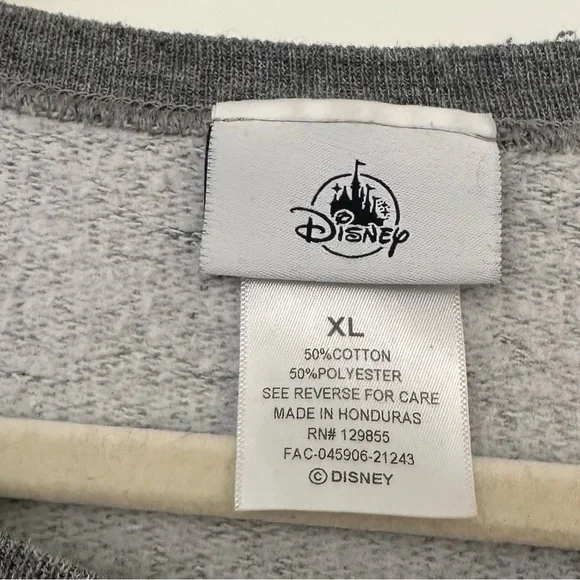 Disney
XL
50%COTTON
50%POLYESTER
SEE REVERSE FOR CARE
MADE IN HONDURAS
RN# 129855
FAC-045906-21243
© DISNEY